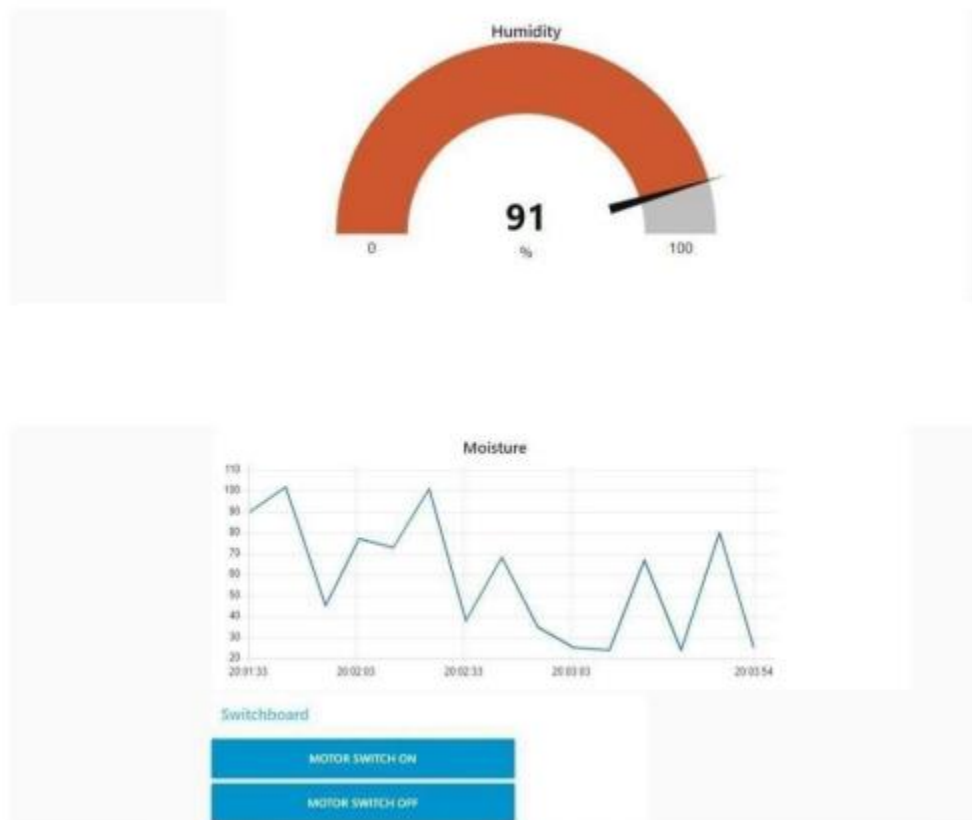 Humidity
91
0 % 100
Moisture
110
100
90
80
70
60
50
40
30
20
20:01:33 20:02:03 20:02:33 20:03:03 20:03:54
Switchboard
MOTOR SWITCH ON
MOTOR SWITCH OFF